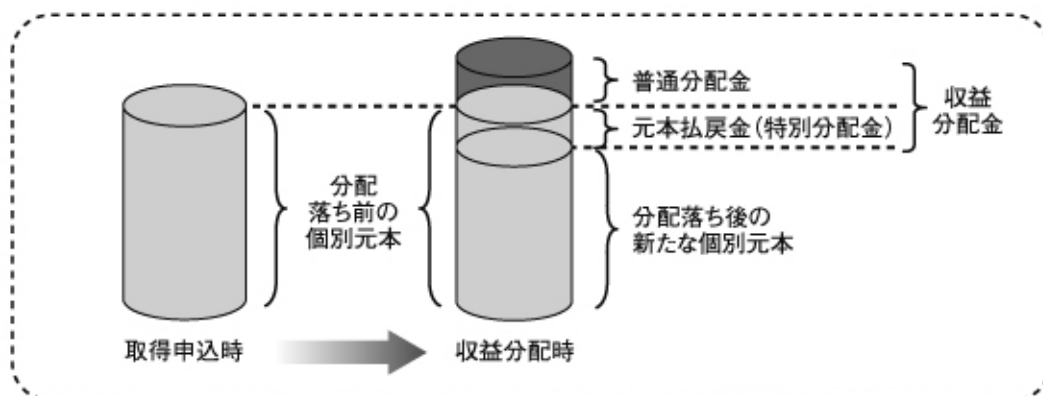 普通分配金
収益
分配金
元本払戻金(特別分配金)
分配
落ち前の
個別元本
分配落ち後の
新たな個別元本
取得申込時
収益分配時